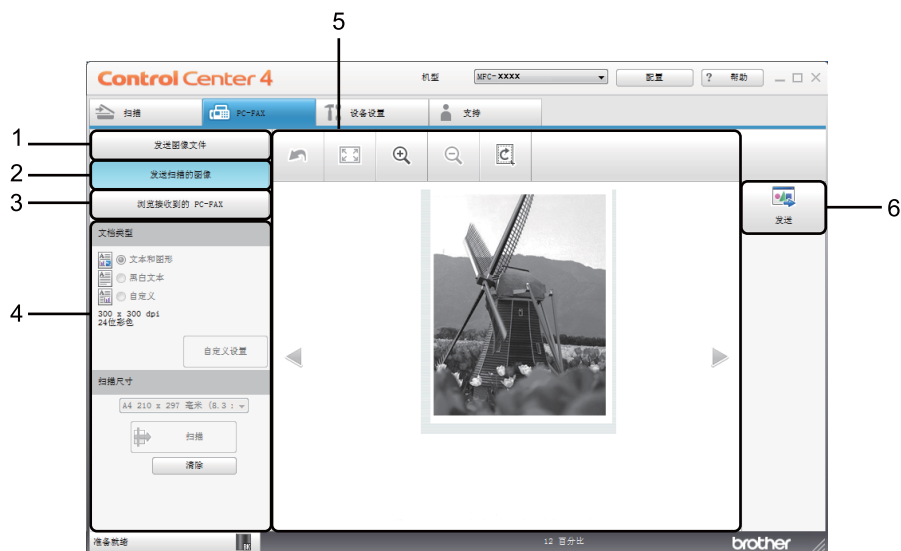 5
Control Center 4
机型
MFC-XXXX
配置
? 帮助
扫描
PC-FAX
设备设置
支持
1
发送图像文件
2
发送扫描的图像
3
浏览接收到的 PC-FAX
发送
6
文档类型
文本和图形
黑白文本
自定义
4
300 x 300 dpi
24位彩色
自定义设置
扫描尺寸
A4 210 x 297 毫米 (8.3 :
扫描
清除
准备就绪
BK
12 百分比
brother